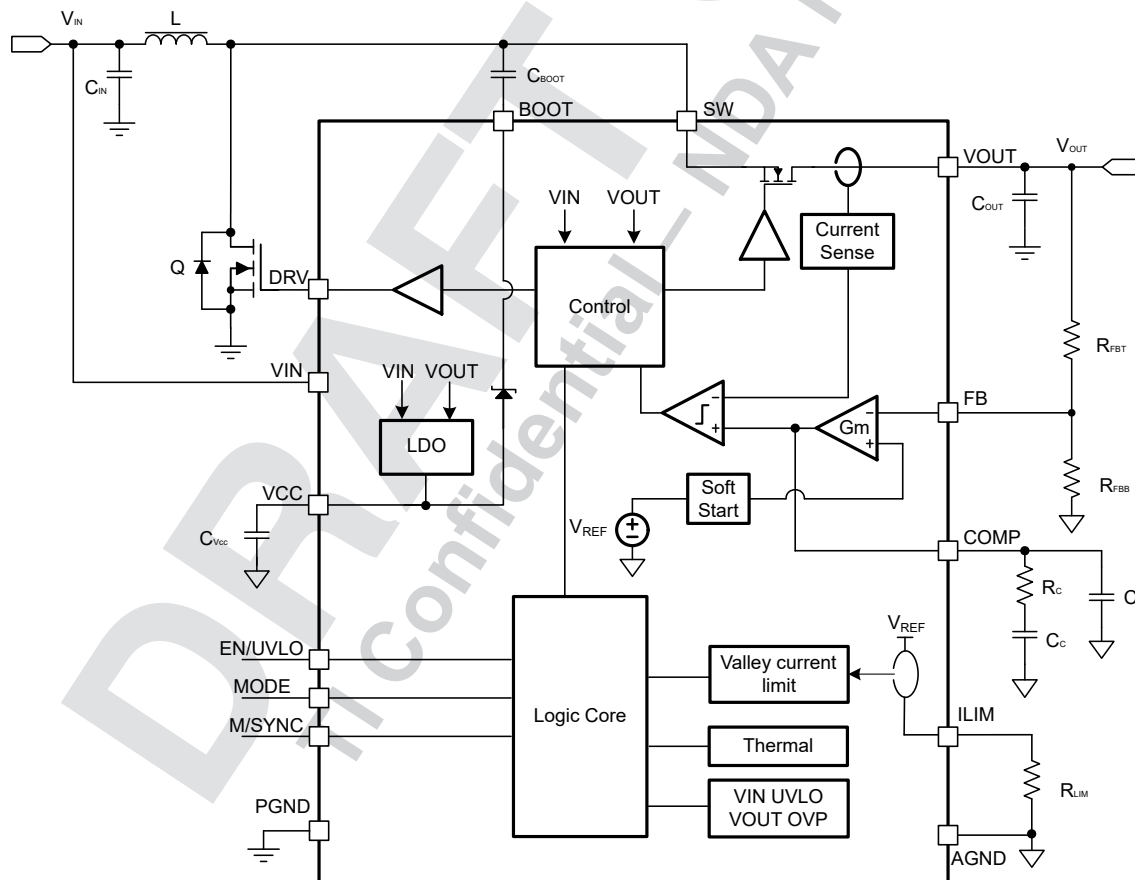 DRAFT
TI Confidential – NDA
VIN
L
CIN
CBOOT
BOOT
SW
VOUT
VOUT
COUT
VIN
VOUT
Current
Sense
Q
DRV
Control
RFBT
VIN
VIN
VOUT
LDO
FB
Gm
VCC
CVcc
Soft
Start
VREF
RFBB
COMP
RC
CC
C
EN/UVLO
MODE
M/SYNC
Logic Core
VREF
Valley current
limit
ILIM
Thermal
RLIM
PGND
VIN UVLO
VOUT OVP
AGND